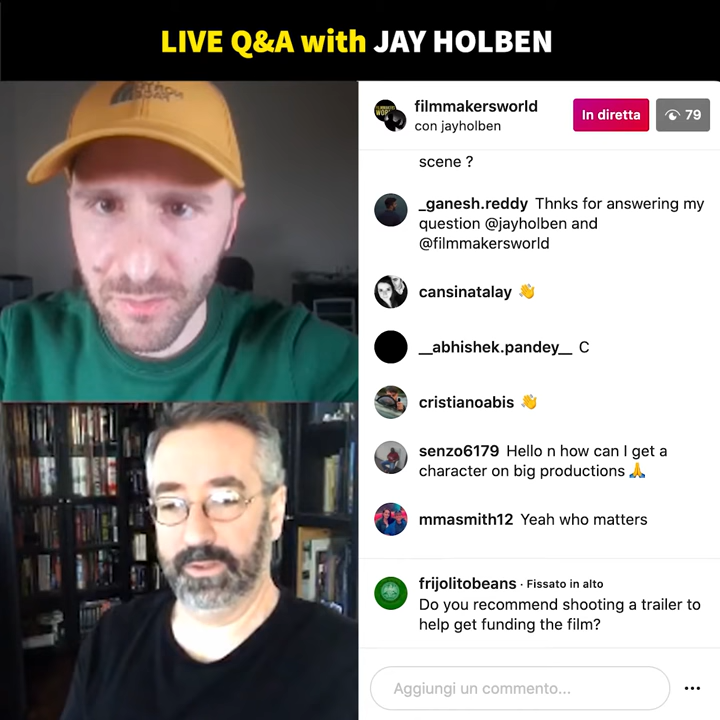 LIVE Q&A with JAY HOLBEN
filmmakersworld
con jayholben
In diretta
79
scene ?
_ganesh.reddy Thnks for answering my
question @jayholben and
@filmmakersworld
cansinatalay 👋
__abhishek.pandey__ C
cristianoabis 👋
senzo6179 Hello n how can I get a
character on big productions 🙏
mmasmith12 Yeah who matters
frijolitobeans · Fissato in alto
Do you recommend shooting a trailer to
help get funding the film?
Aggiungi un commento...